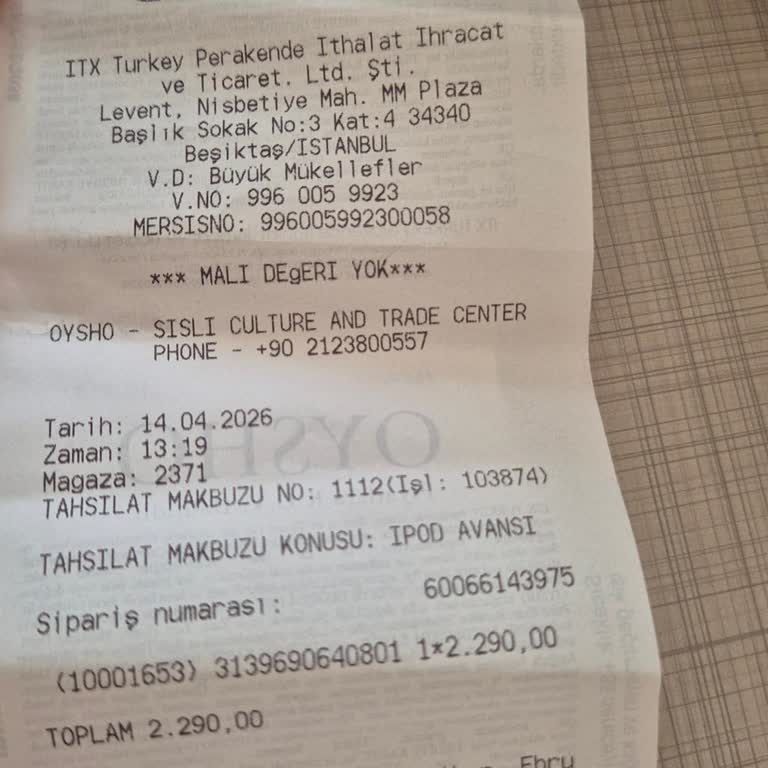 ITX Turkey Perakende Ithalat Ihracat
ve Ticaret. Ltd. Şti.
Levent, Nisbetiye Mah. MM Plaza
Başlık Sokak No:3 Kat:4 34340
Beşiktaş/ISTANBUL
V.D: Büyük Mükellefler
V.NO: 996 005 9923
MERSISNO: 996005992300058
*** MALI DEgERI YOK***
OYSHO - SISLI CULTURE AND TRADE CENTER
PHONE - +90 2123800557
Tarih: 14.04.2026
Zaman: 13:19
Magaza: 2371
TAHSILAT MAKBUZU NO: 1112(Işl: 103874)
TAHSILAT MAKBUZU KONUSU: IPOD AVANSI
Sipariş numarası: 60066143975
(10001653) 3139690640801 1*2.290,00
TOPLAM 2.290,00
Ebru
OYSHO